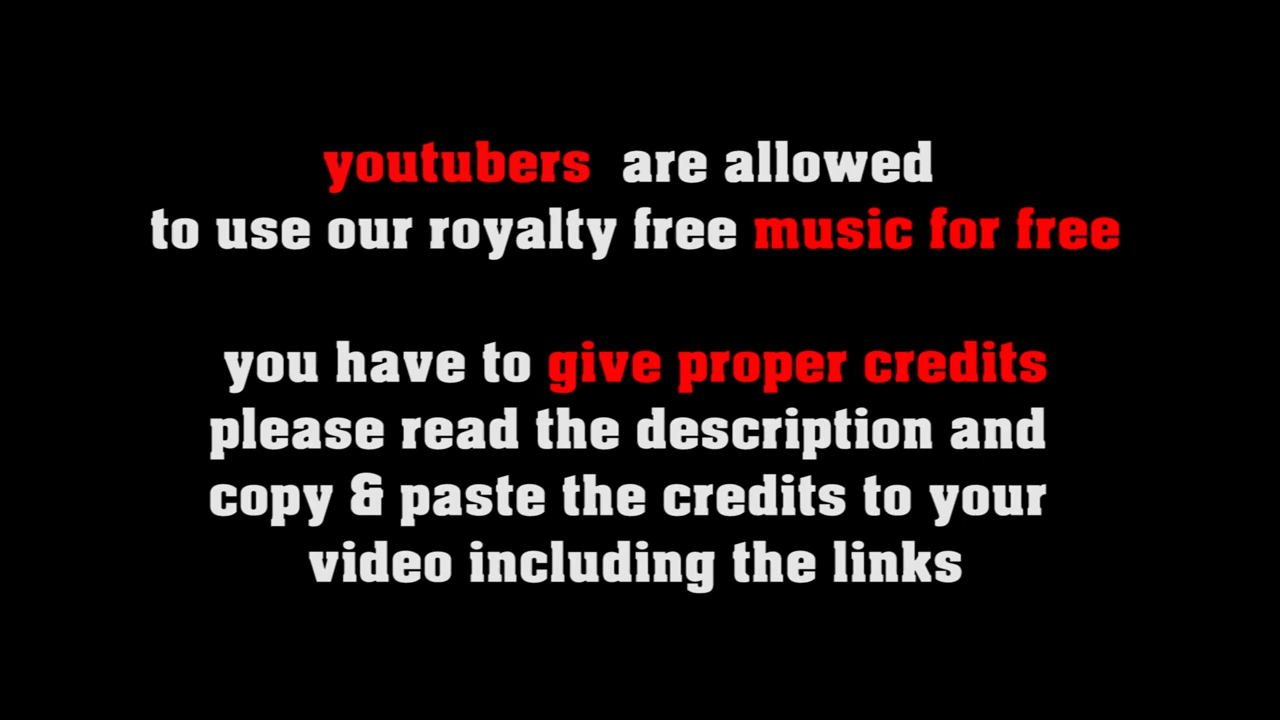 youtubers are allowed
to use our royalty free music for free
you have to give proper credits
please read the description and
copy & paste the credits to your
video including the links